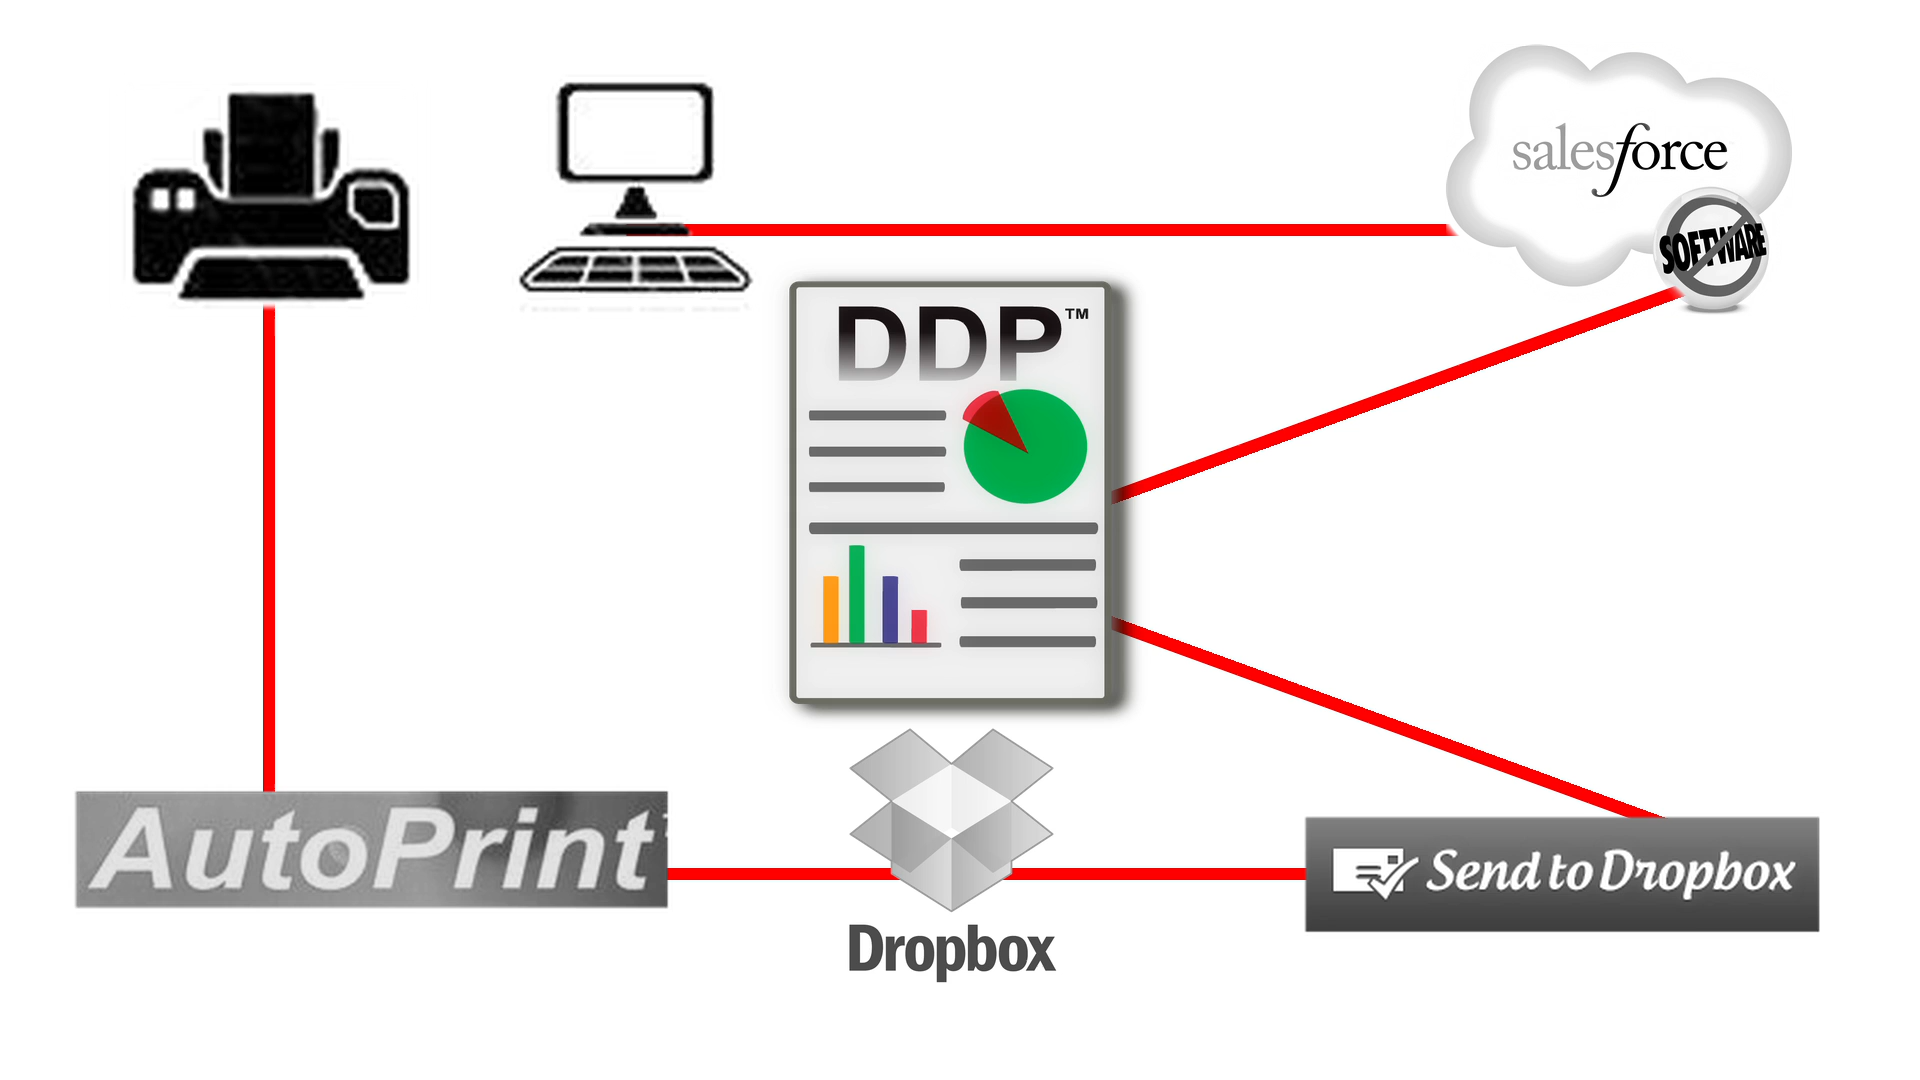 salesforce
SOFTWARE
DDP™
AutoPrint
Send to Dropbox
Dropbox